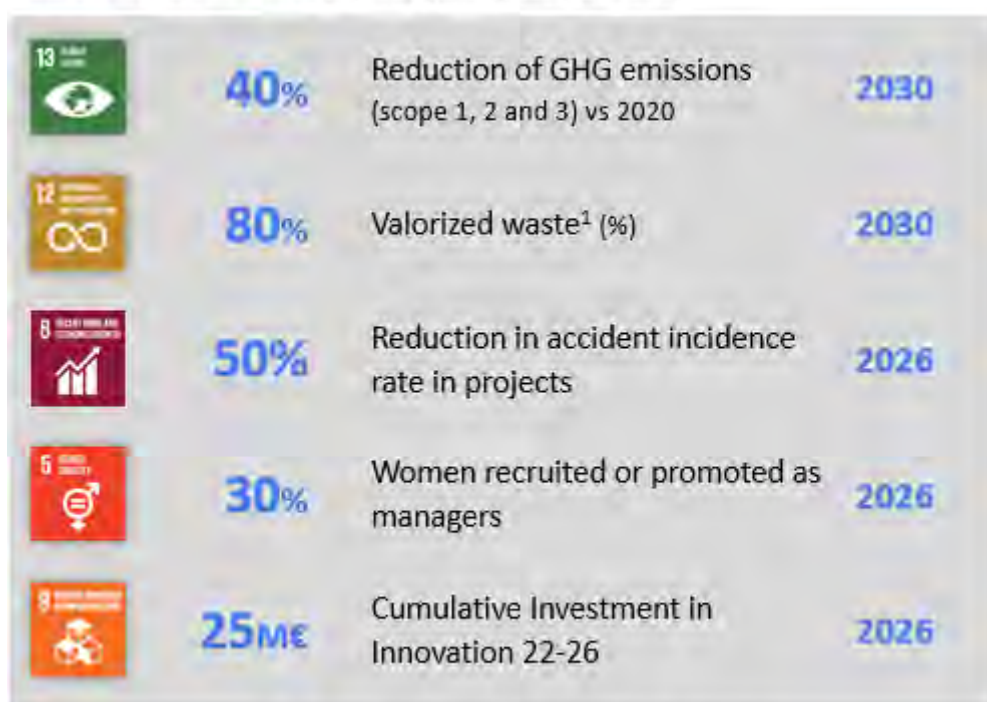 13
40%
Reduction of GHG emissions
(scope 1, 2 and 3) vs 2020
2030
12
80%
Valorized waste¹ (%)
2030
8
50%
Reduction in accident incidence
rate in projects
2026
5
30%
Women recruited or promoted as
managers
2026
9
25M€
Cumulative Investment in
Innovation 22-26
2026